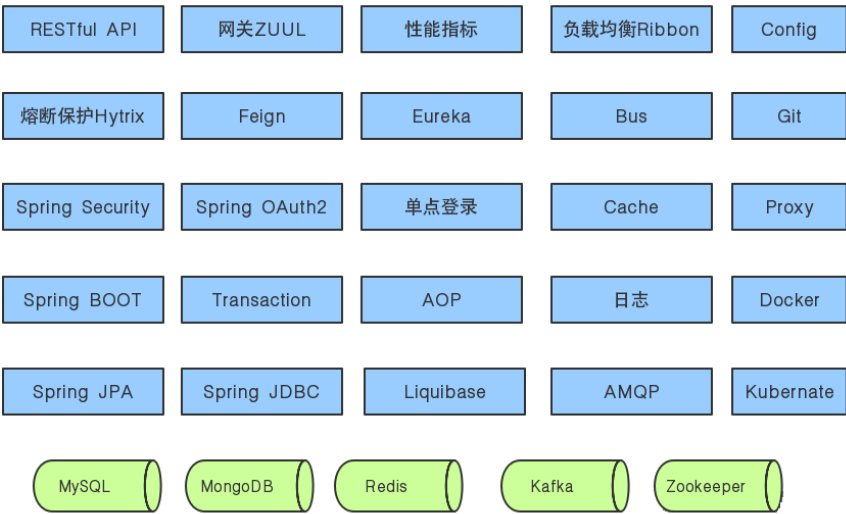 RESTful API
网关ZUUL
性能指标
负载均衡Ribbon
Config
熔断保护Hytrix
Feign
Eureka
Bus
Git
Spring Security
Spring OAuth2
单点登录
Cache
Proxy
Spring BOOT
Transaction
AOP
日志
Docker
Spring JPA
Spring JDBC
Liquibase
AMQP
Kubernate
MySQL
MongoDB
Redis
Kafka
Zookeeper